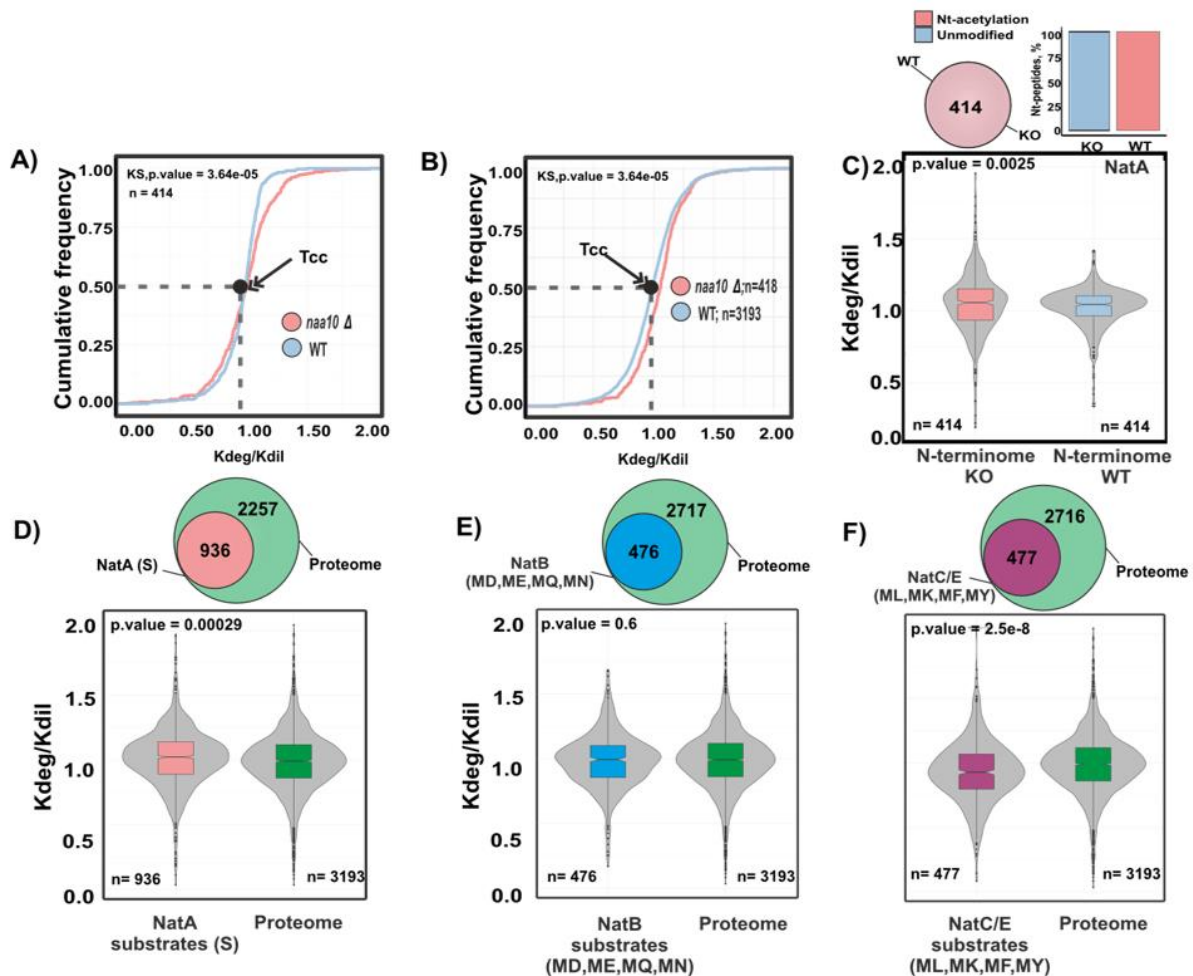 Nt-acetylation
Unmodified
WT
414
KO
Nt-peptides, %
100
75
50
25
0
KO WT
A)
Cumulative frequency
1.00
0.75
0.50
0.25
0.00
KS,p.value = 3.64e-05
n = 414
Tcc
naa10 Δ
WT
0.00 0.50 1.00 1.50 2.00
Kdeg/Kdil
B)
Cumulative frequency
1.00
0.75
0.50
0.25
0.00
KS,p.value = 3.64e-05
Tcc
naa10 Δ;n=418
WT; n=3193
0.00 0.50 1.00 1.50 2.00
Kdeg/Kdil
C)
Kdeg/Kdil
2.0
1.5
1.0
0.5
0.0
p.value = 0.0025
NatA
n= 414
n= 414
N-terminome
KO
N-terminome
WT
D)
2257
936
NatA (S)
Proteome
Kdeg/Kdil
2.0
1.5
1.0
0.5
0.0
p.value = 0.00029
n= 936
n= 3193
NatA
substrates (S)
Proteome
E)
2717
476
NatB
(MD,ME,MQ,MN)
Proteome
Kdeg/Kdil
2.0
1.5
1.0
0.5
0.0
p.value = 0.6
n= 476
n= 3193
NatB
substrates
(MD,ME,MQ,MN)
Proteome
F)
2716
477
NatC/E
(ML,MK,MF,MY)
Proteome
Kdeg/Kdil
2.0
1.5
1.0
0.5
0.0
p.value = 2.5e-8
n= 477
n= 3193
NatC/E
substrates
(ML,MK,MF,MY)
Proteome